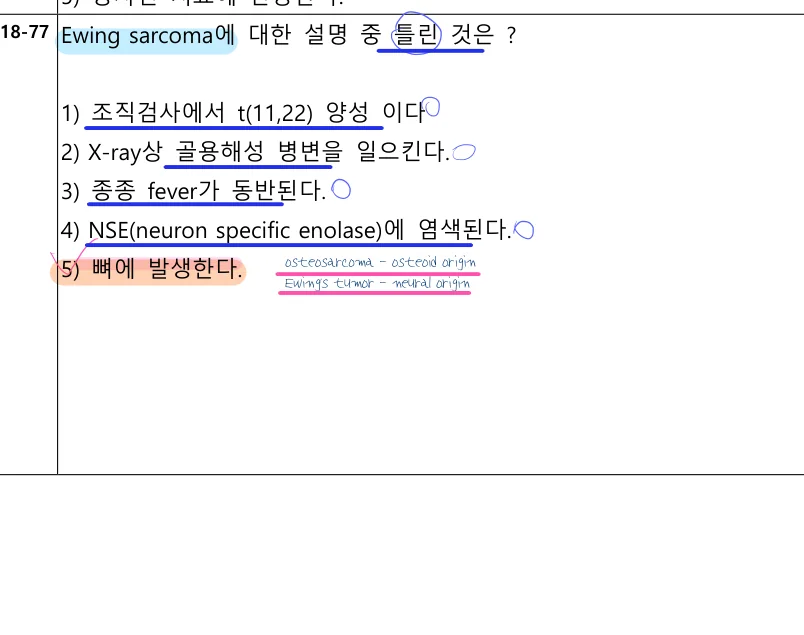 18-77 Ewing sarcoma에 대한 설명 중 틀린 것은 ?
1) 조직검사에서 t(11,22) 양성 이다
2) X-ray상 골용해성 병변을 일으킨다.
3) 종종 fever가 동반된다.
4) NSE(neuron specific enolase)에 염색된다.
5) 뼈에 발생한다. osteosarcoma - osteoid origin
Ewing's tumor - neural origin